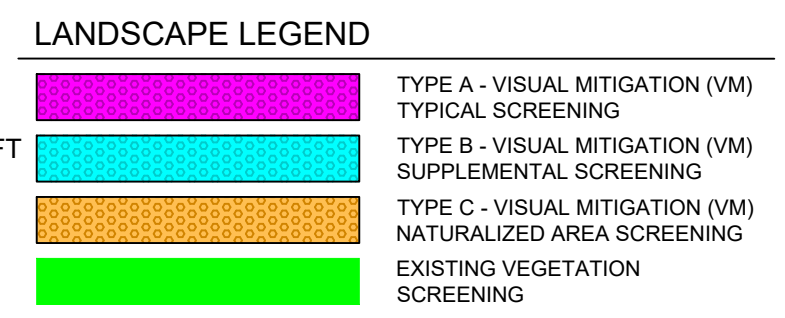 LANDSCAPE LEGEND
TYPE A - VISUAL MITIGATION (VM)
TYPICAL SCREENING
FT
TYPE B - VISUAL MITIGATION (VM)
SUPPLEMENTAL SCREENING
TYPE C - VISUAL MITIGATION (VM)
NATURALIZED AREA SCREENING
EXISTING VEGETATION
SCREENING